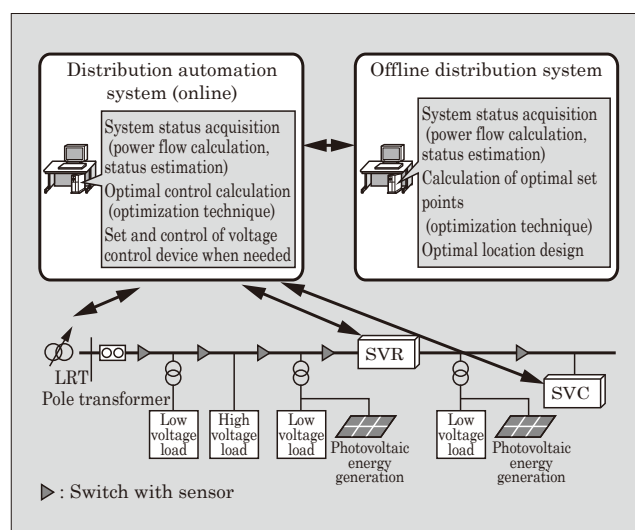 Distribution automation
system (online)
System status acquisition
(power flow calculation,
status estimation)
Optimal control calculation
(optimization technique)
Set and control of voltage
control device when needed
Offline distribution system
System status acquisition
(power flow calculation,
status estimation)
Calculation of optimal set
points
(optimization technique)
Optimal location design
LRT
Pole transformer
SVR
SVC
Low
voltage
load
High
voltage
load
Low
voltage
load
Photovoltaic
energy
generation
Low
voltage
load
Photovoltaic
energy
generation
: Switch with sensor